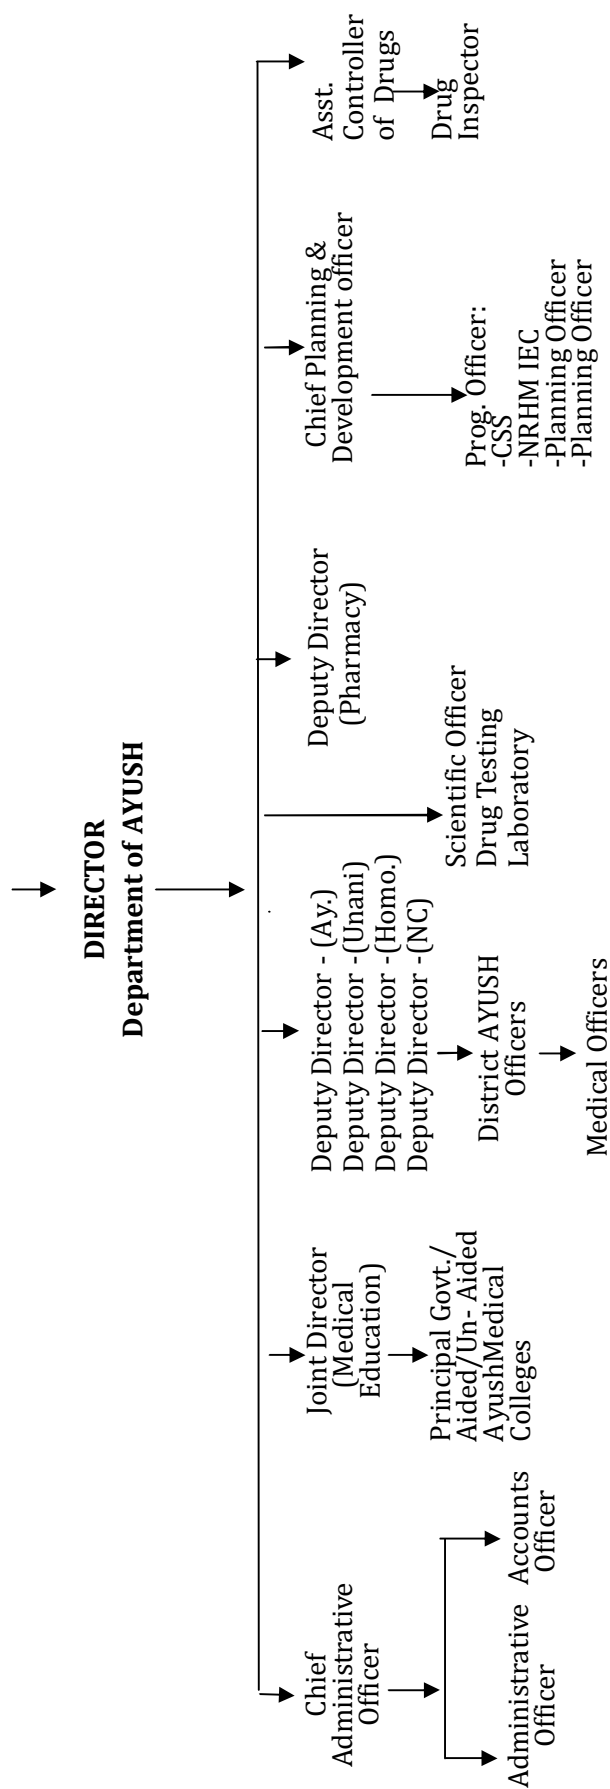 DIRECTOR
Department of AYUSH
Chief
Administrative
Officer
Administrative
Officer
Accounts
Officer
Joint Director
(Medical
Education)
Principal Govt./
Aided/Un- Aided
AyushMedical
Colleges
Deputy Director - (Ay.)
Deputy Director -(Unani)
Deputy Director -(Homo.)
Deputy Director -(NC)
District AYUSH
Officers
Medical Officers
Scientific Officer
Drug Testing
Laboratory
Deputy Director
(Pharmacy)
Chief Planning &
Development officer
Prog. Officer:
-CSS
-NRHM IEC
-Planning Officer
-Planning Officer
Asst.
Controller
of Drugs
Drug
Inspector